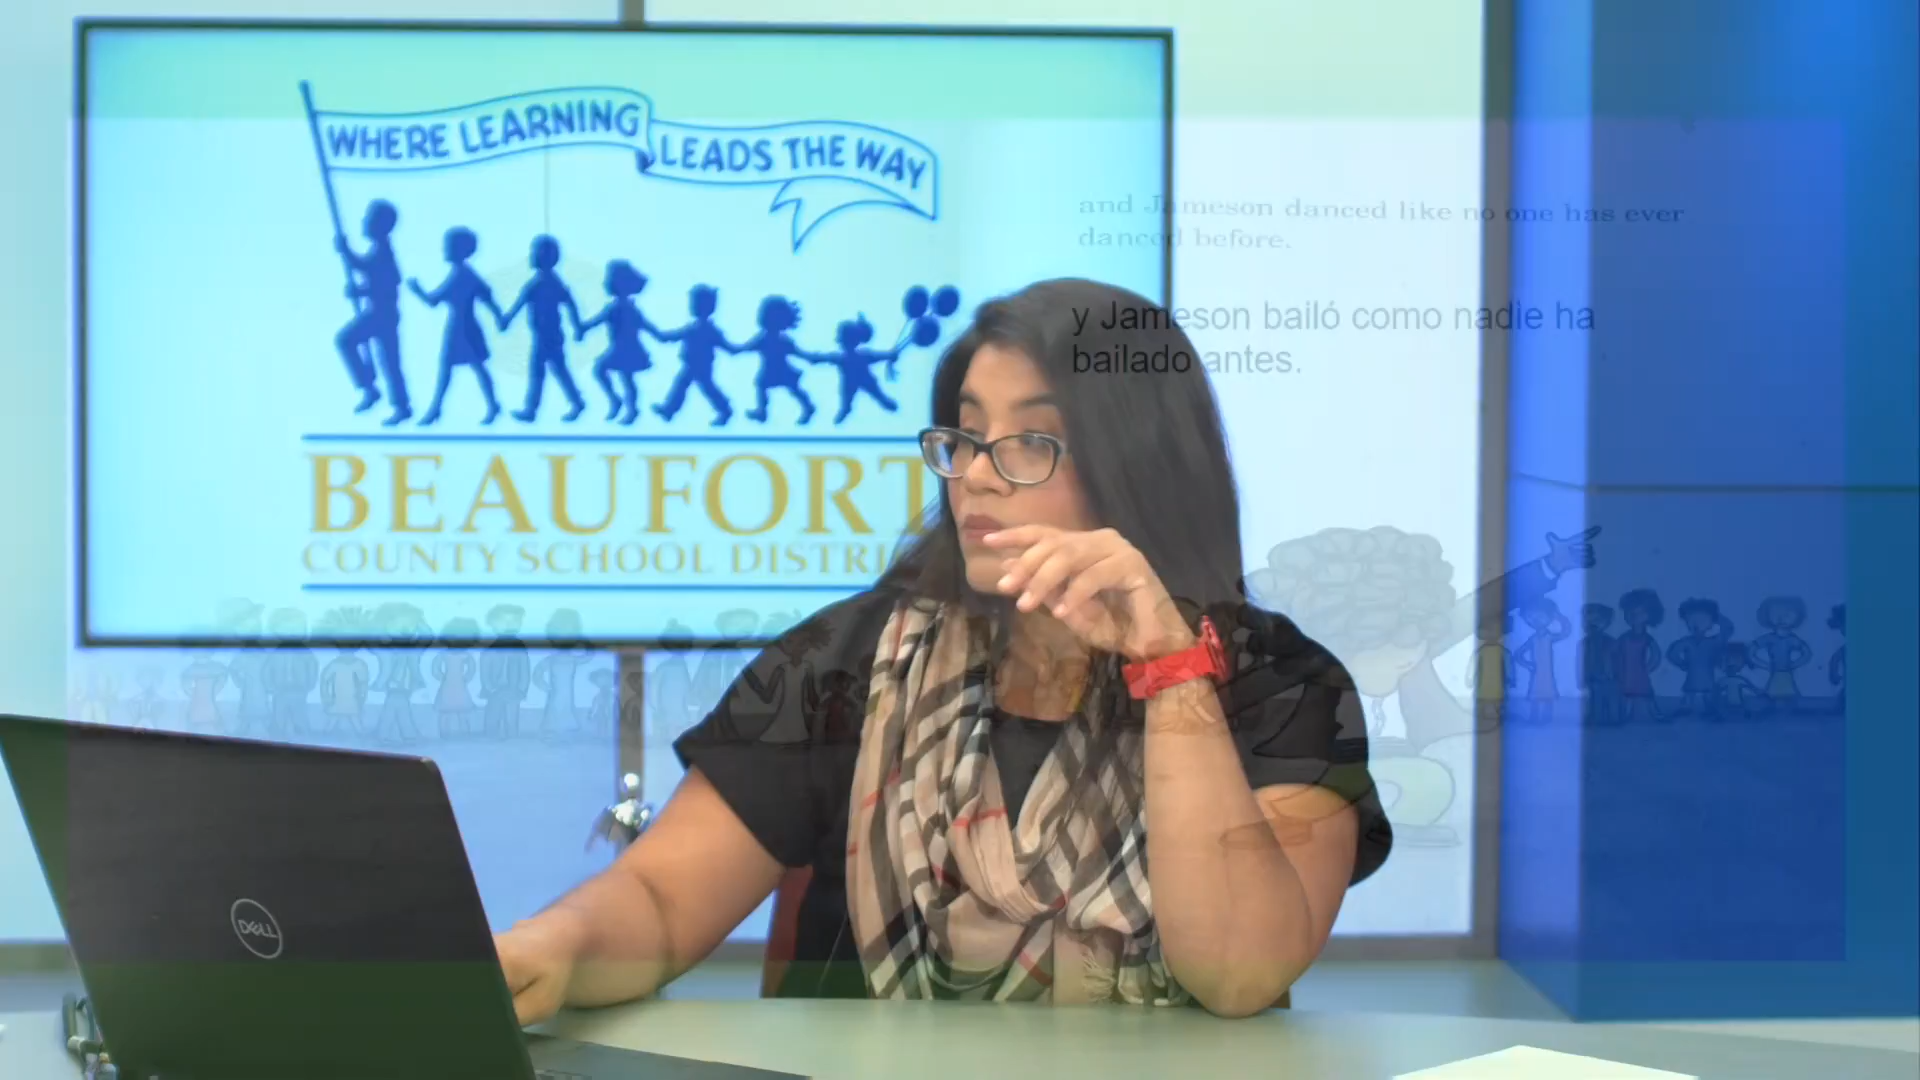 WHERE LEARNING
LEADS THE WAY
and Jameson danced like no one has ever
danced before.
y Jameson bailó como nadie ha
bailado antes.
BEAUFORT
COUNTY SCHOOL
DELL